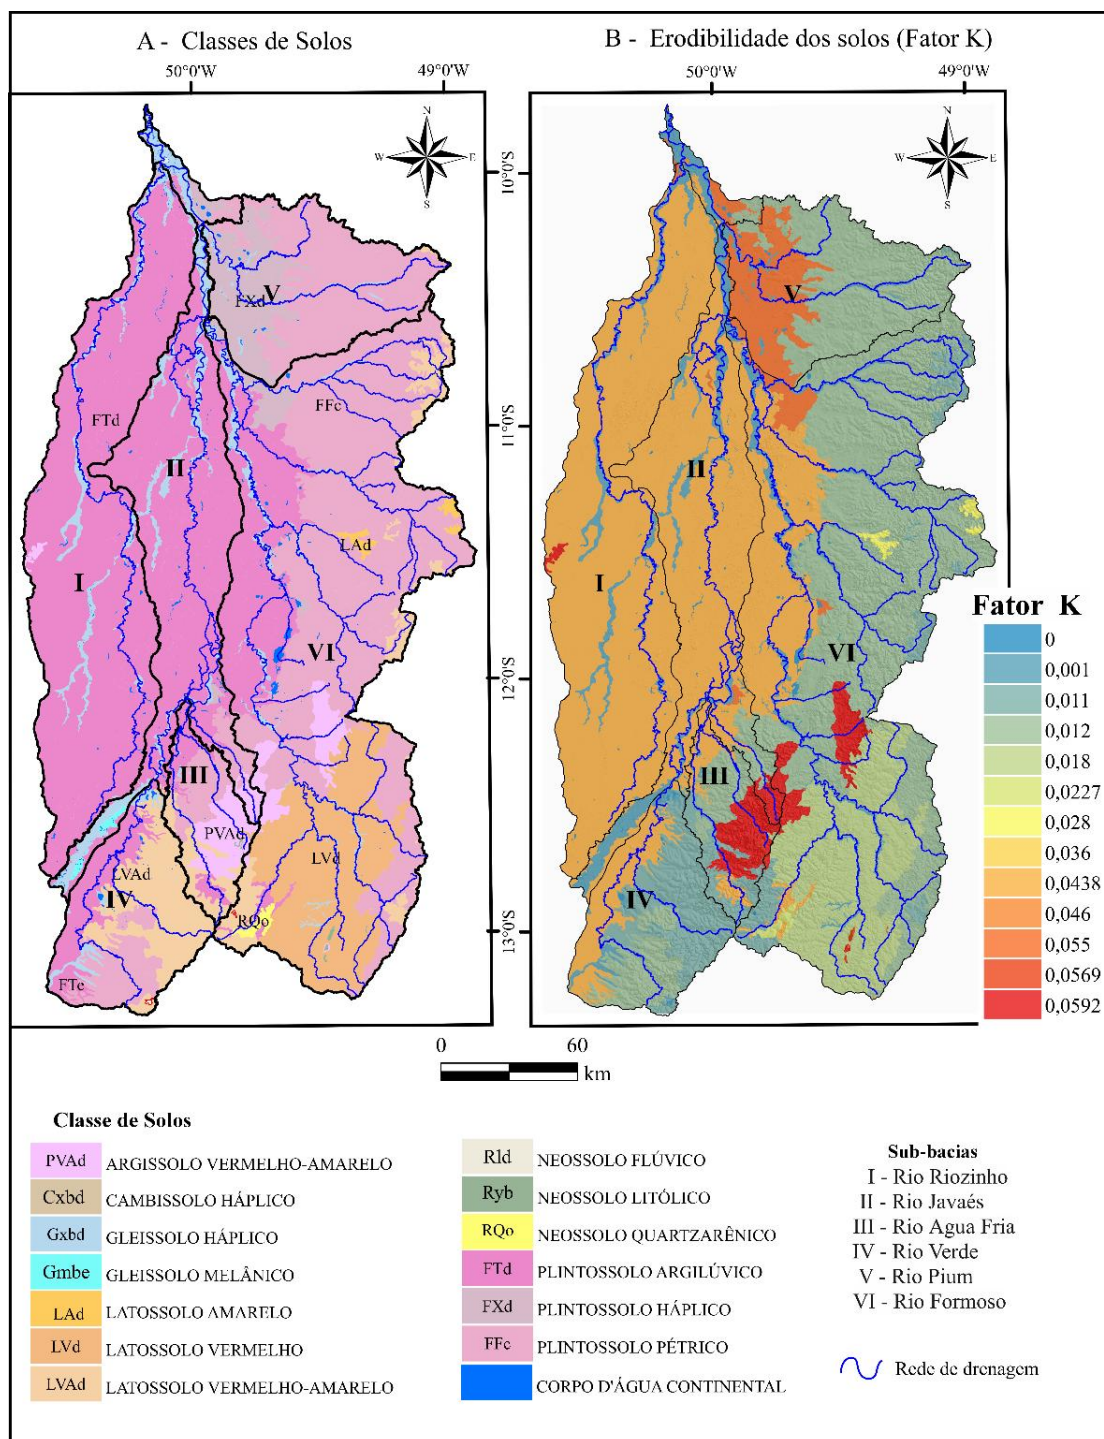 A - Classes de Solos
B - Erodibilidade dos solos (Fator K)
50°0'W
49°0'W
50°0'W
49°0'W
N
W
E
S
N
W
E
S
10°0'S
11°0'S
12°0'S
13°0'S
V
FXd
FFc
FTd
II
LAd
I
VI
III
PVAd
LVd
LVAd
IV
RQo
FTc
V
II
I
VI
III
IV
Fator K
0
0,001
0,011
0,012
0,018
0,0227
0,028
0,036
0,0438
0,046
0,055
0,0569
0,0592
0
60
km
Classe de Solos
PVAd ARGISSOLO VERMELHO-AMARELO
Cxbd CAMBISSOLO HÁPLICO
Gxbd GLEISSOLO HÁPLICO
Gmbe GLEISSOLO MELÂNICO
LAd LATOSSOLO AMARELO
LVd LATOSSOLO VERMELHO
LVAd LATOSSOLO VERMELHO-AMARELO
Rld NEOSSOLO FLÚVICO
Ryb NEOSSOLO LITÓLICO
RQo NEOSSOLO QUARTZARÊNICO
FTd PLINTOSSOLO ARGILÚVICO
FXd PLINTOSSOLO HÁPLICO
FFc PLINTOSSOLO PÉTRICO
CORPO D'ÁGUA CONTINENTAL
Sub-bacias
I - Rio Riozinho
II - Rio Javaés
III - Rio Agua Fria
IV - Rio Verde
V - Rio Pium
VI - Rio Formoso
Rede de drenagem